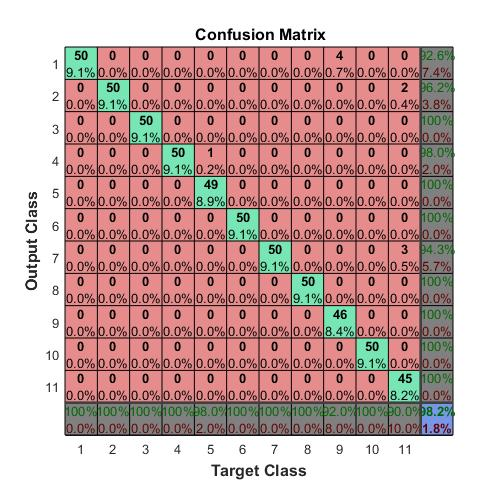 Confusion Matrix
50 0 0 0 0 0 0 0 4 0 0 92.6%
1
9.1% 0.0% 0.0% 0.0% 0.0% 0.0% 0.0% 0.0% 0.7% 0.0% 0.0% 7.4%
0 50 0 0 0 0 0 0 0 0 2 96.2%
2
0.0% 9.1% 0.0% 0.0% 0.0% 0.0% 0.0% 0.0% 0.0% 0.0% 0.4% 3.8%
0 0 50 0 0 0 0 0 0 0 0 100%
3
0.0% 0.0% 9.1% 0.0% 0.0% 0.0% 0.0% 0.0% 0.0% 0.0% 0.0% 0.0%
0 0 0 50 1 0 0 0 0 0 0 98.0%
4
0.0% 0.0% 0.0% 9.1% 0.2% 0.0% 0.0% 0.0% 0.0% 0.0% 0.0% 2.0%
0 0 0 0 49 0 0 0 0 0 0 100%
5
0.0% 0.0% 0.0% 0.0% 8.9% 0.0% 0.0% 0.0% 0.0% 0.0% 0.0% 0.0%
0 0 0 0 0 50 0 0 0 0 0 100%
6
0.0% 0.0% 0.0% 0.0% 0.0% 9.1% 0.0% 0.0% 0.0% 0.0% 0.0% 0.0%
0 0 0 0 0 0 50 0 0 0 3 94.3%
7
0.0% 0.0% 0.0% 0.0% 0.0% 0.0% 9.1% 0.0% 0.0% 0.0% 0.5% 5.7%
0 0 0 0 0 0 0 50 0 0 0 100%
8
0.0% 0.0% 0.0% 0.0% 0.0% 0.0% 0.0% 9.1% 0.0% 0.0% 0.0% 0.0%
0 0 0 0 0 0 0 0 46 0 0 100%
9
0.0% 0.0% 0.0% 0.0% 0.0% 0.0% 0.0% 0.0% 8.4% 0.0% 0.0% 0.0%
0 0 0 0 0 0 0 0 0 50 0 100%
10
0.0% 0.0% 0.0% 0.0% 0.0% 0.0% 0.0% 0.0% 0.0% 9.1% 0.0% 0.0%
0 0 0 0 0 0 0 0 0 0 45 100%
11
0.0% 0.0% 0.0% 0.0% 0.0% 0.0% 0.0% 0.0% 0.0% 0.0% 8.2% 0.0%
100% 100% 100% 100% 98.0% 100% 100% 100% 92.0% 100% 90.0% 98.2%
0.0% 0.0% 0.0% 0.0% 2.0% 0.0% 0.0% 0.0% 8.0% 0.0% 10.0% 1.8%
1 2 3 4 5 6 7 8 9 10 11
Target Class
Output Class